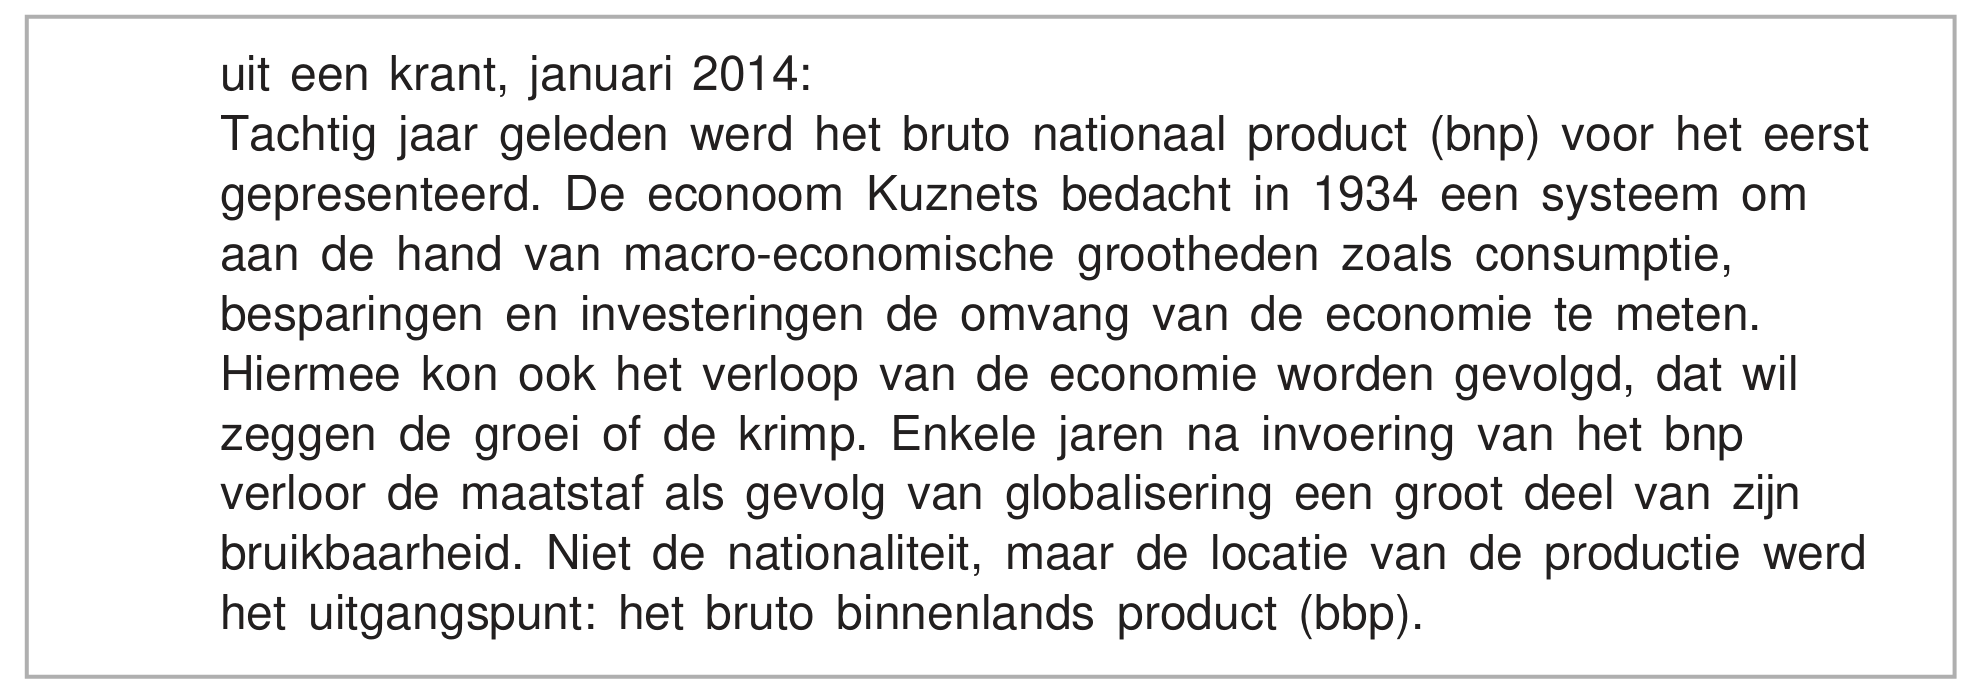 uit een krant, januari 2014:
Tachtig jaar geleden werd het bruto nationaal product (bnp) voor het eerst
gepresenteerd. De econoom Kuznets bedacht in 1934 een systeem om
aan de hand van macro-economische grootheden zoals consumptie,
besparingen en investeringen de omvang van de economie te meten.
Hiermee kon ook het verloop van de economie worden gevolgd, dat wil
zeggen de groei of de krimp. Enkele jaren na invoering van het bnp
verloor de maatstaf als gevolg van globalisering een groot deel van zijn
bruikbaarheid. Niet de nationaliteit, maar de locatie van de productie werd
het uitgangspunt: het bruto binnenlands product (bbp).